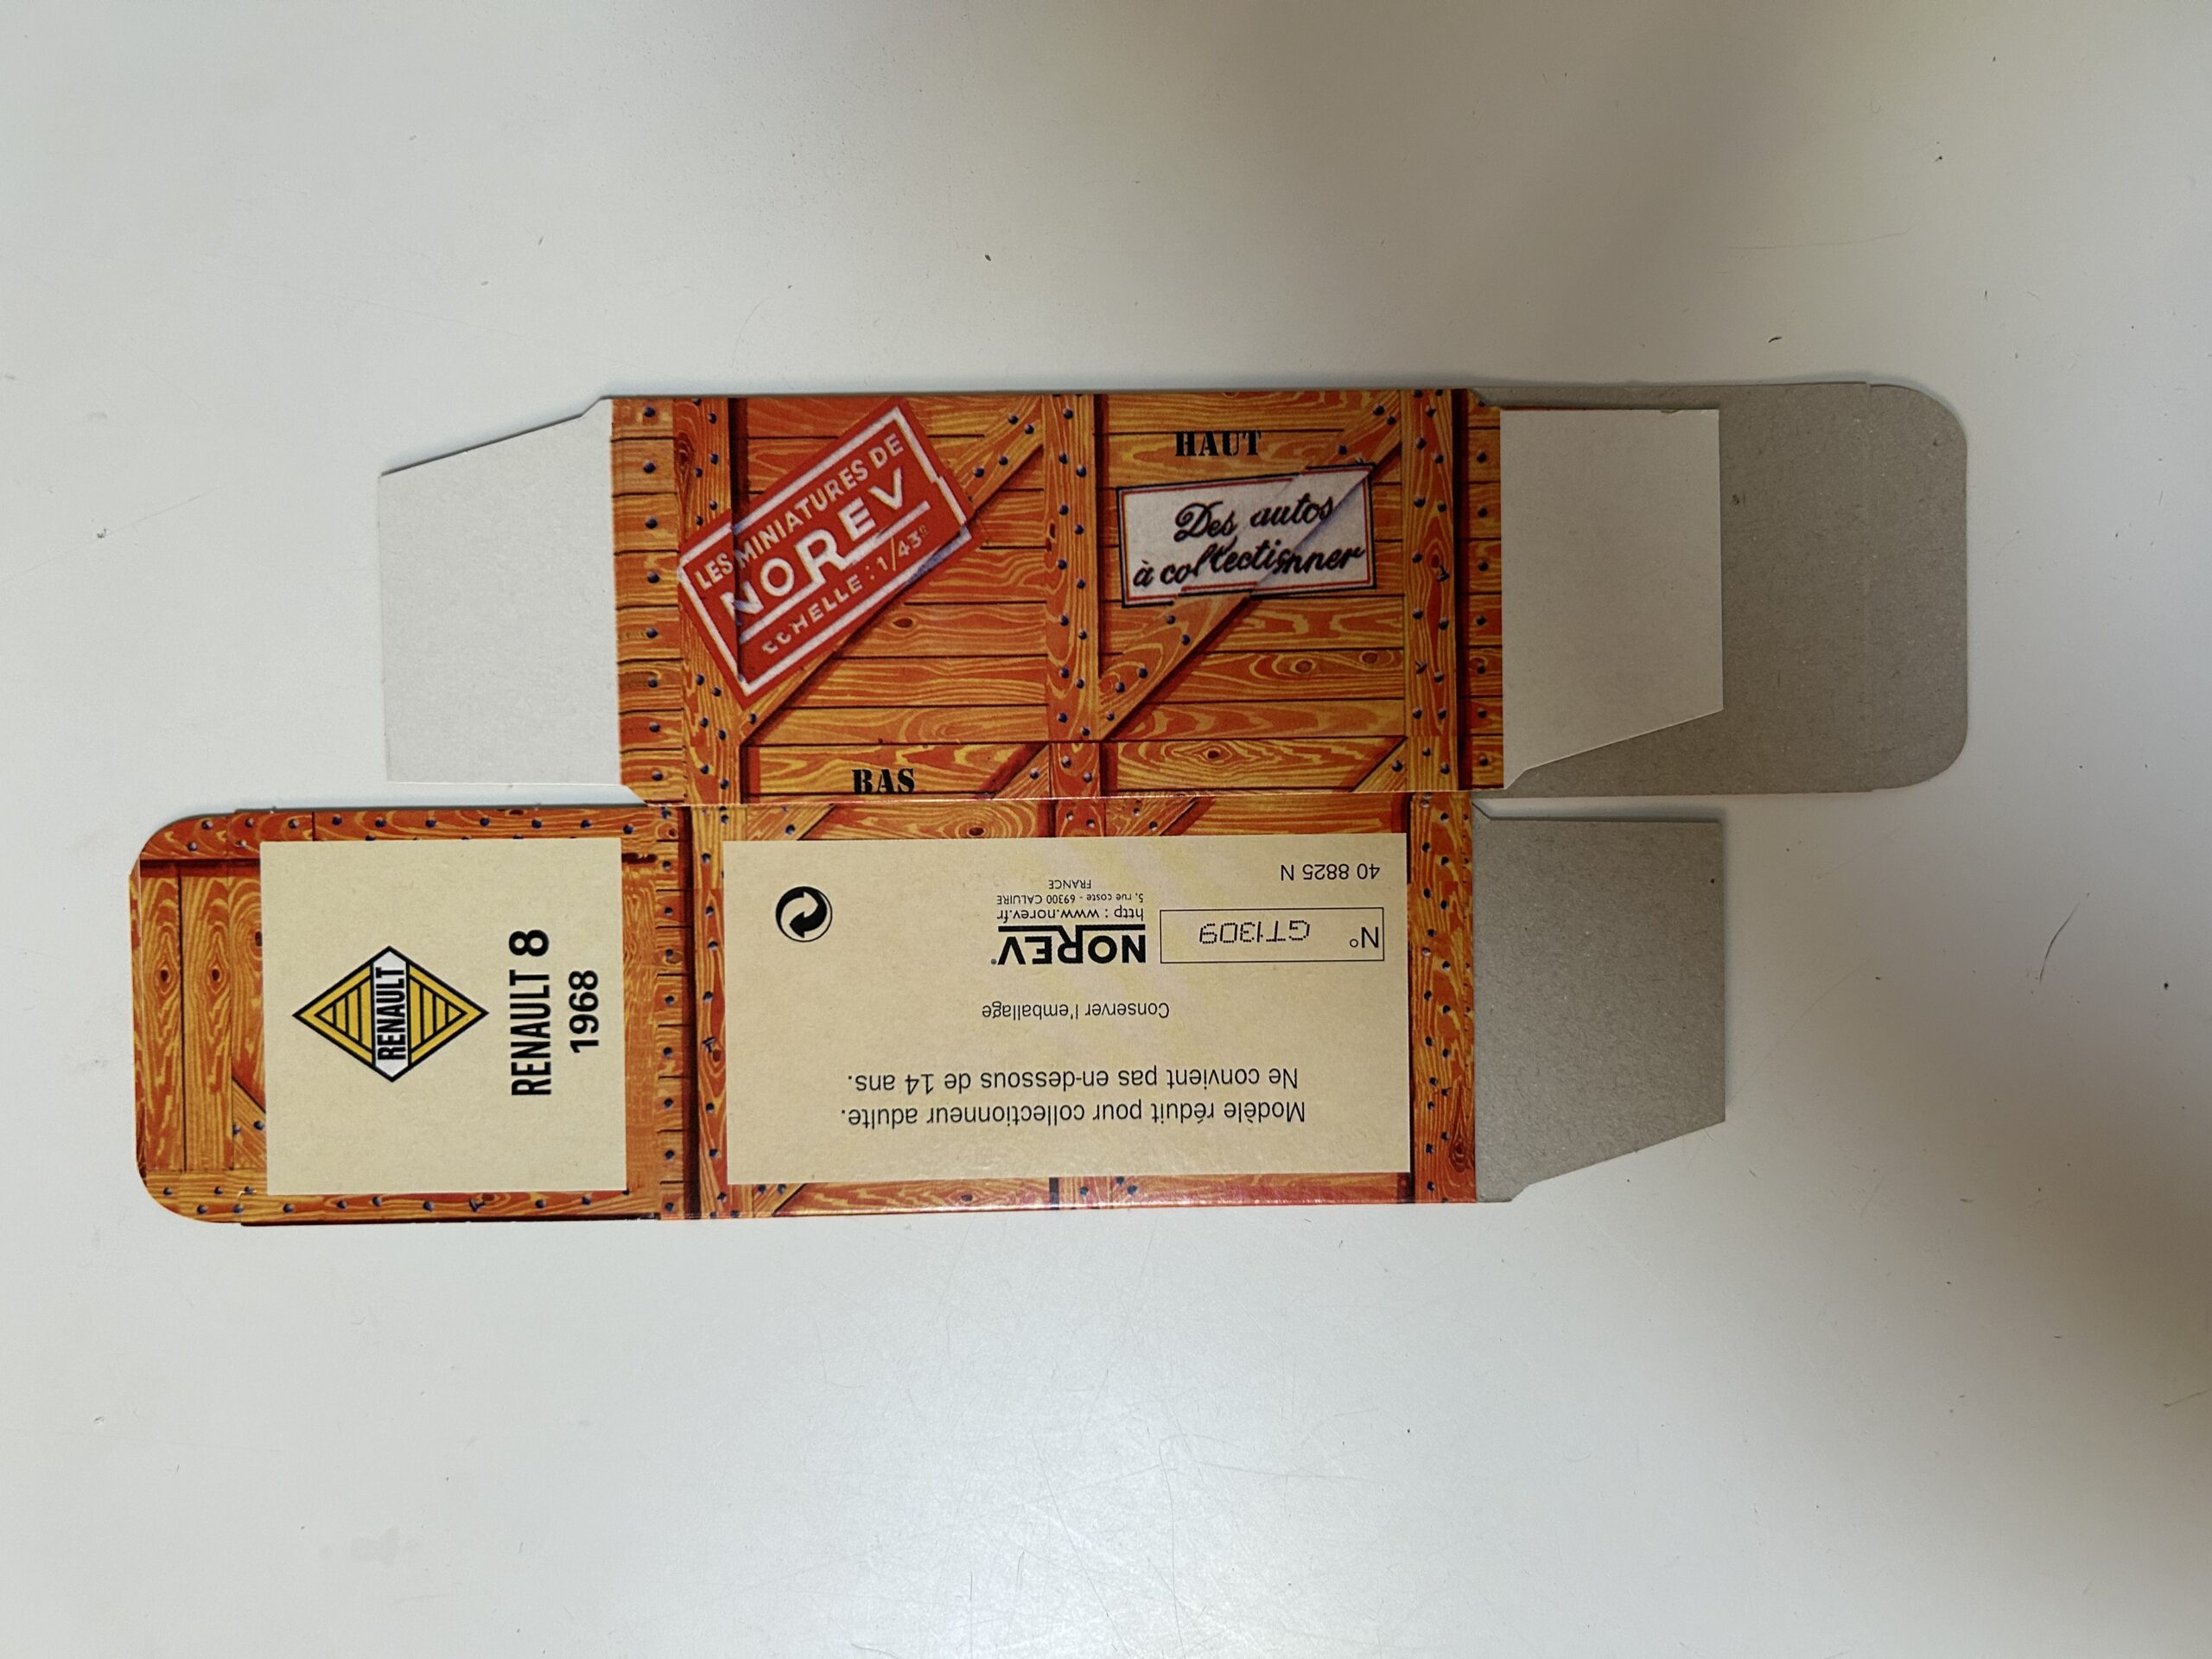 LES MINIATURES DE
NOREV
ECHELLE : 1/43e
HAUT
Des autos
à collectionner
BAS
RENAULT
RENAULT 8
1968
Modèle réduit pour collectionneur adulte.
Ne convient pas en-dessous de 14 ans.
Conserver l'emballage
N° GT1309
NOREV®
http : www.norev.fr
5, rue coste - 69300 CALUIRE
FRANCE
40 8825 N